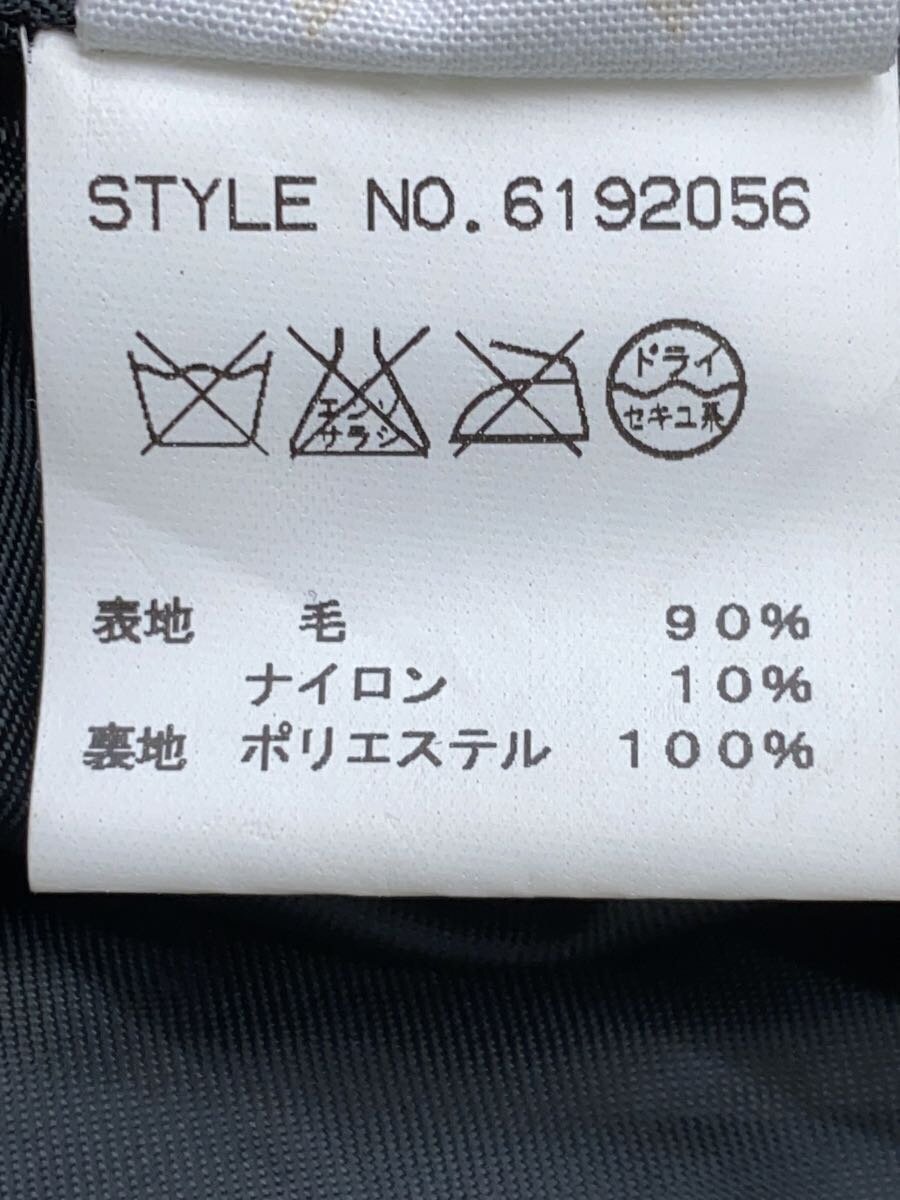 STYLE NO.6192056
エンソ
サラシ
ドライ
セキユ系
表地 毛 90%
ナイロン 10%
裏地 ポリエステル 100%